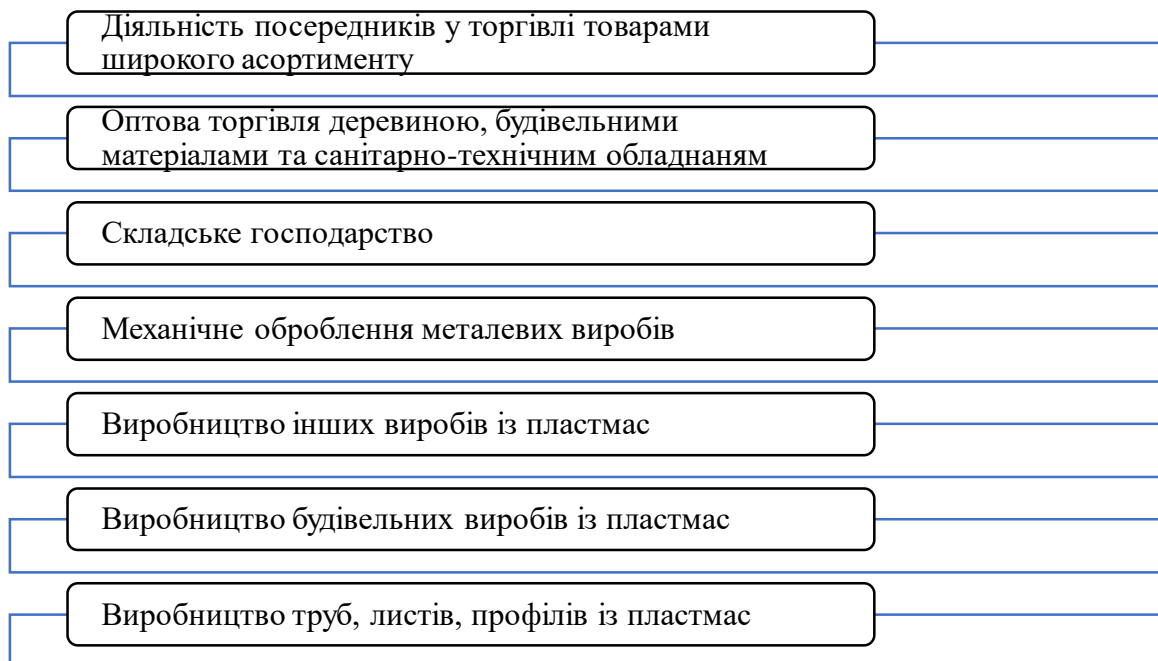 Діяльність посередників у торгівлі товарами
широкого асортименту
Оптова торгівля деревиною, будівельними
матеріалами та санітарно-технічним обладнаням
Складське господарство
Механічне оброблення металевих виробів
Виробництво інших виробів із пластмас
Виробництво будівельних виробів із пластмас
Виробництво труб, листів, профілів із пластмас